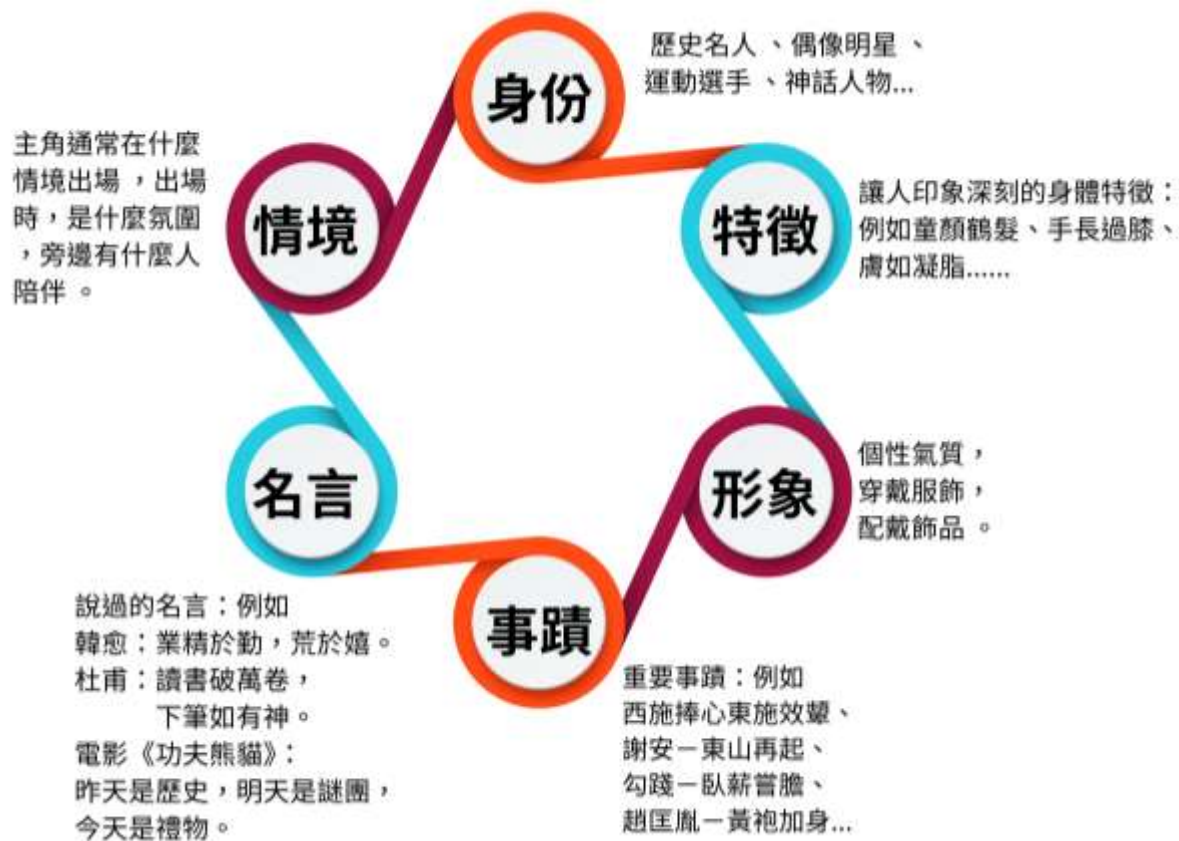 身份
歷史名人、偶像明星、
運動選手、神話人物...
特徵
讓人印象深刻的身體特徵：
例如童顏鶴髮、手長過膝、
膚如凝脂......
形象
個性氣質，
穿戴服飾，
配戴飾品。
事蹟
重要事蹟：例如
西施捧心東施效顰、
謝安－東山再起、
勾踐－臥薪嘗膽、
趙匡胤－黃袍加身...
名言
說過的名言：例如
韓愈：業精於勤，荒於嬉。
杜甫：讀書破萬卷，
下筆如有神。
電影《功夫熊貓》：
昨天是歷史，明天是謎團，
今天是禮物。
情境
主角通常在什麼
情境出場，出場
時，是什麼氛圍
，旁邊有什麼人
陪伴。